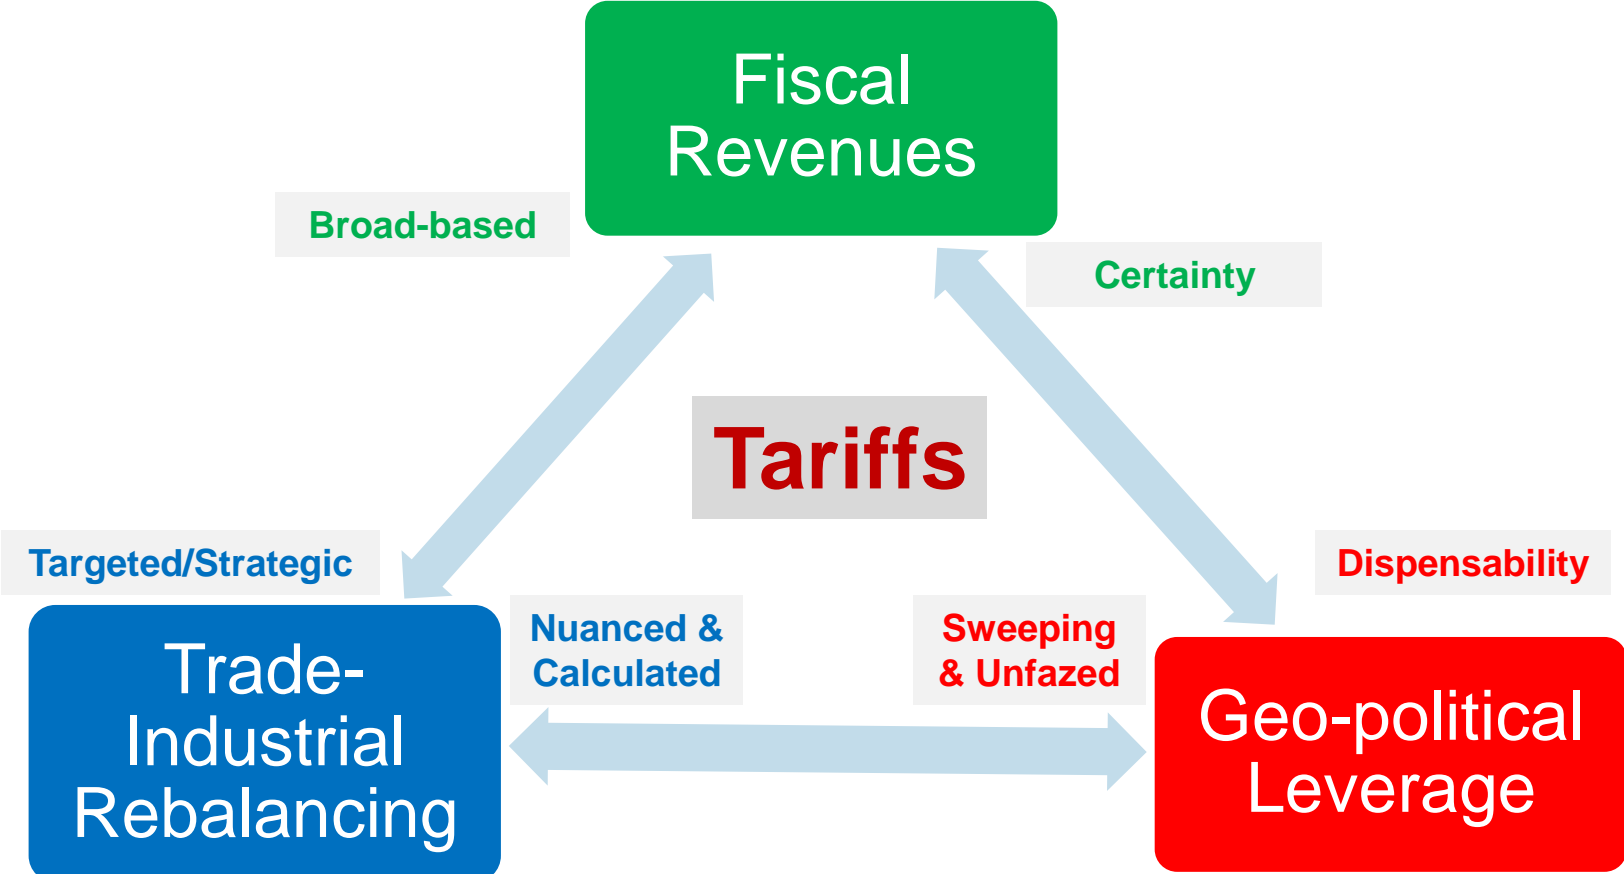 Fiscal
Revenues
Broad-based
Certainty
Tariffs
Targeted/Strategic
Dispensability
Nuanced &
Calculated
Sweeping
& Unfazed
Trade-
Industrial
Rebalancing
Geo-political
Leverage